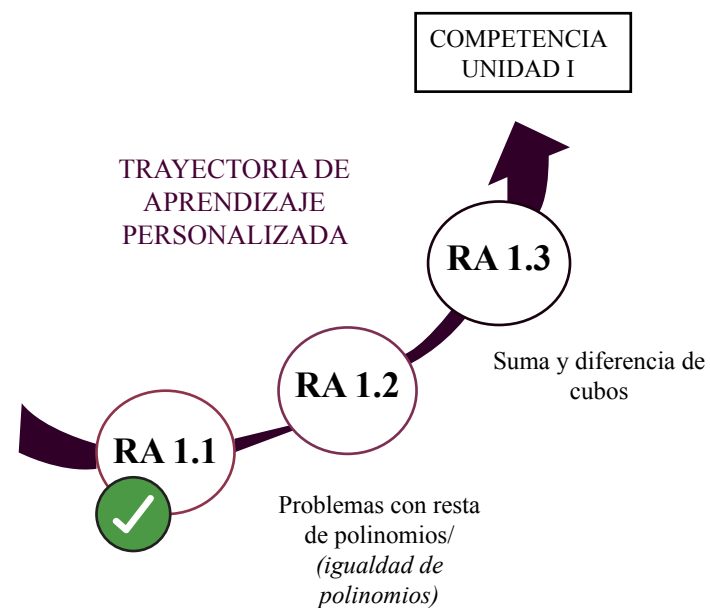 COMPETENCIA
UNIDAD I
TRAYECTORIA DE
APRENDIZAJE
PERSONALIZADA
RA 1.3
Suma y diferencia de
cubos
RA 1.2
RA 1.1
Problemas con resta
de polinomios/
(igualdad de
polinomios)